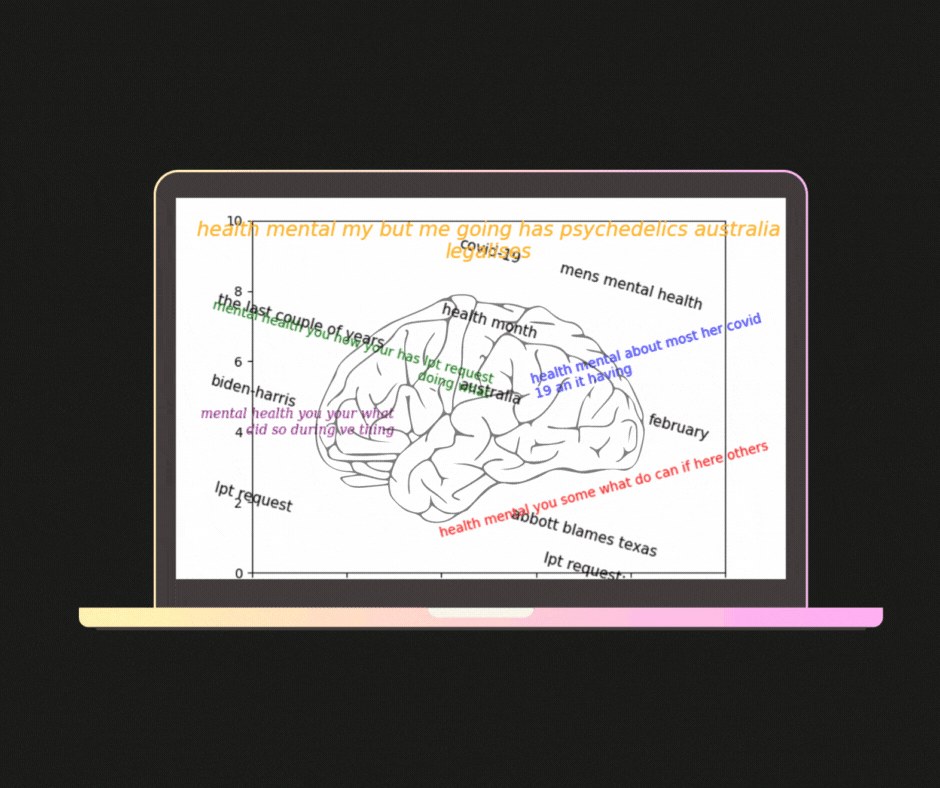 10
health mental my but me going has psychedelics australia
legalises
covid-19
mens mental health
8
the last couple of years
mental health you how your has lpt request
doing what
health month
health mental about most her covid
19 an it having
6
australia
biden-harris
mental health you your what
did so during ve thing
4
february
health mental you some what do can if here others
lpt request
2
abbott blames texas
lpt request:
0